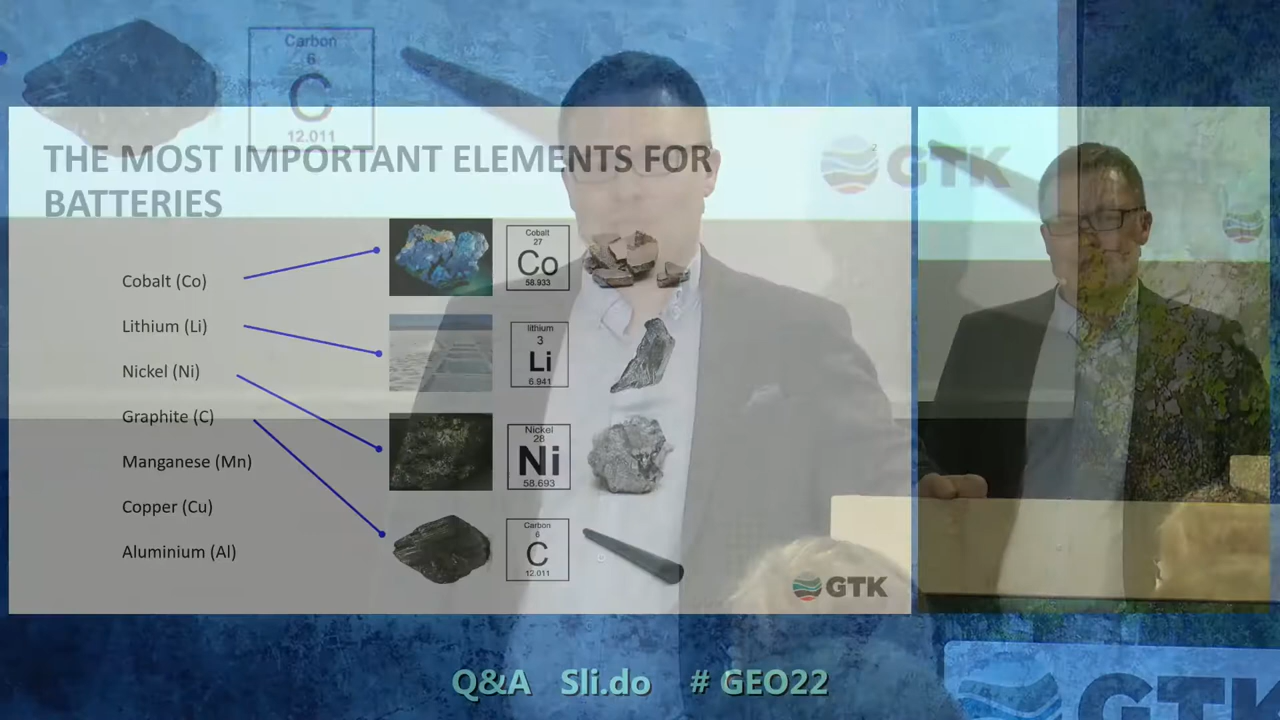 Carbon
6
C
12.011
THE MOST IMPORTANT ELEMENTS FOR
BATTERIES
2
GTK
Cobalt (Co)
Lithium (Li)
Nickel (Ni)
Graphite (C)
Manganese (Mn)
Copper (Cu)
Aluminium (Al)
Cobalt
27
Co
58.933
lithium
3
Li
6.941
Nickel
28
Ni
58.693
Carbon
6
C
12.011
GTK
GTK
Q&A Sli.do # GEO22